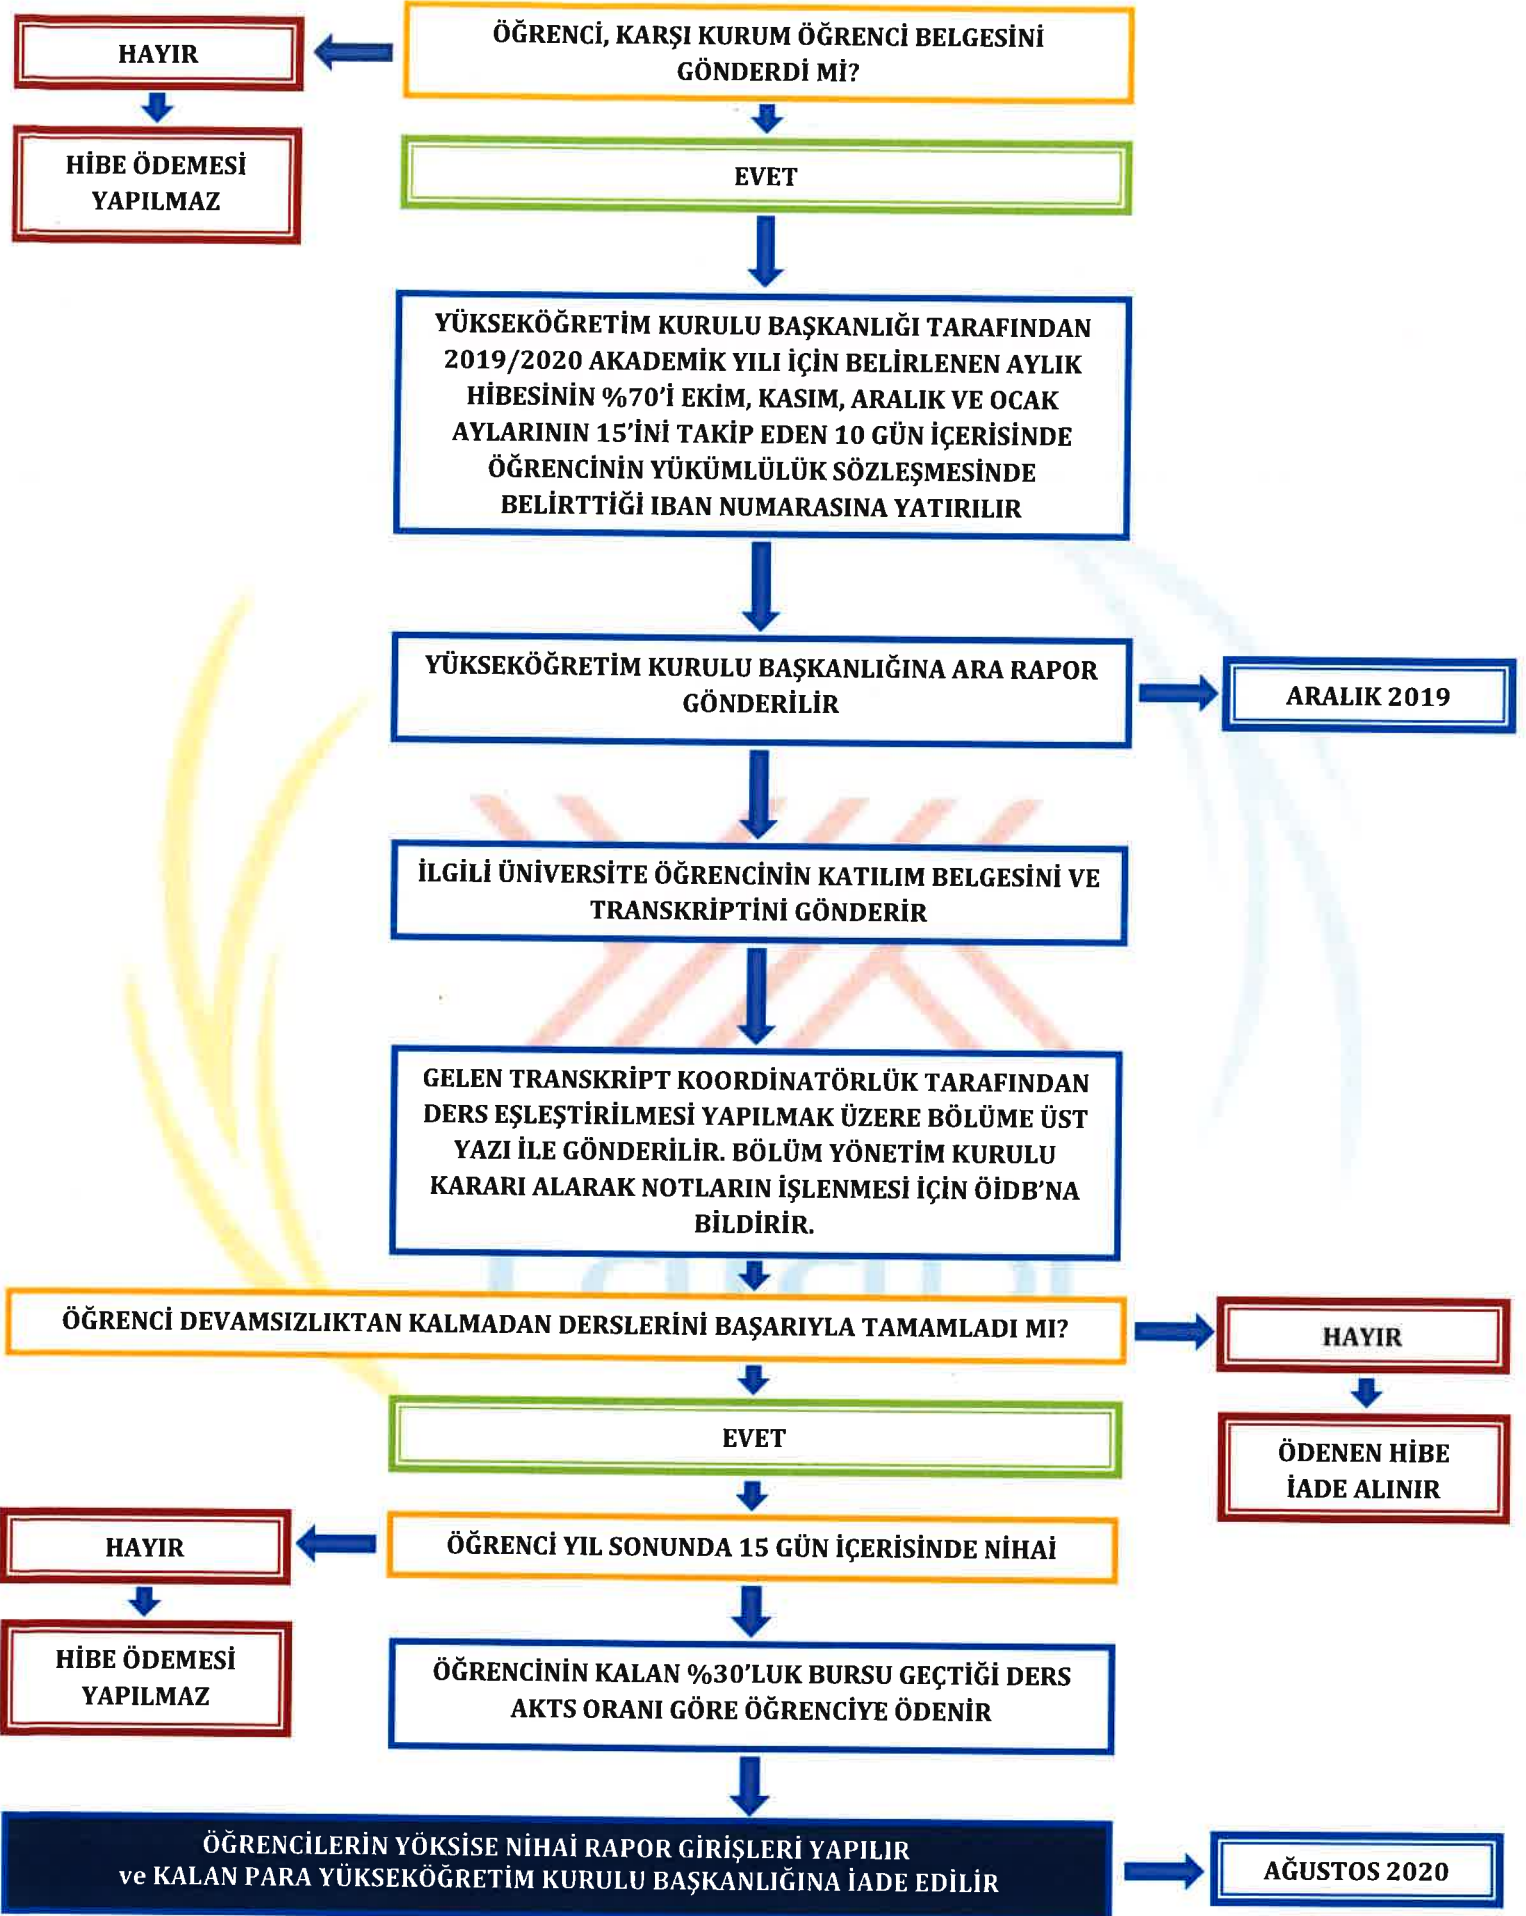 ÖĞRENCİ, KARŞI KURUM ÖĞRENCİ BELGESİNİ
GÖNDERDİ Mİ?
HAYIR
HİBE ÖDEMESİ
YAPILMAZ
EVET
YÜKSEKÖĞRETİM KURULU BAŞKANLIĞI TARAFINDAN
2019/2020 AKADEMİK YILI İÇİN BELİRLENEN AYLIK
HİBESİNİN %70'İ EKİM, KASIM, ARALIK VE OCAK
AYLARININ 15'İNİ TAKİP EDEN 10 GÜN İÇERİSİNDE
ÖĞRENCİNİN YÜKÜMLÜLÜK SÖZLEŞMESİNDE
BELİRTTİĞİ IBAN NUMARASINA YATIRILIR
YÜKSEKÖĞRETİM KURULU BAŞKANLIĞINA ARA RAPOR
GÖNDERİLİR
ARALIK 2019
İLGİLİ ÜNİVERSİTE ÖĞRENCİNİN KATILIM BELGESİNİ VE
TRANSKRİPTİNİ GÖNDERİR
GELEN TRANSKRİPT KOORDİNATÖRLÜK TARAFINDAN
DERS EŞLEŞTİRİLMESİ YAPILMAK ÜZERE BÖLÜME ÜST
YAZI İLE GÖNDERİLİR. BÖLÜM YÖNETİM KURULU
KARARI ALARAK NOTLARIN İŞLENMESİ İÇİN ÖİDB'NA
BİLDİRİR.
ÖĞRENCİ DEVAMSIZLIKTAN KALMADAN DERSLERİNİ BAŞARIYLA TAMAMLADI MI?
HAYIR
ÖDENEN HİBE
İADE ALINIR
EVET
ÖĞRENCİ YIL SONUNDA 15 GÜN İÇERİSİNDE NİHAİ
HAYIR
HİBE ÖDEMESİ
YAPILMAZ
ÖĞRENCİNİN KALAN %30'LUK BURSU GEÇTİĞİ DERS
AKTS ORANI GÖRE ÖĞRENCİYE ÖDENİR
ÖĞRENCİLERİN YÖKSİSE NİHAİ RAPOR GİRİŞLERİ YAPILIR
ve KALAN PARA YÜKSEKÖĞRETİM KURULU BAŞKANLIĞINA İADE EDİLİR
AĞUSTOS 2020